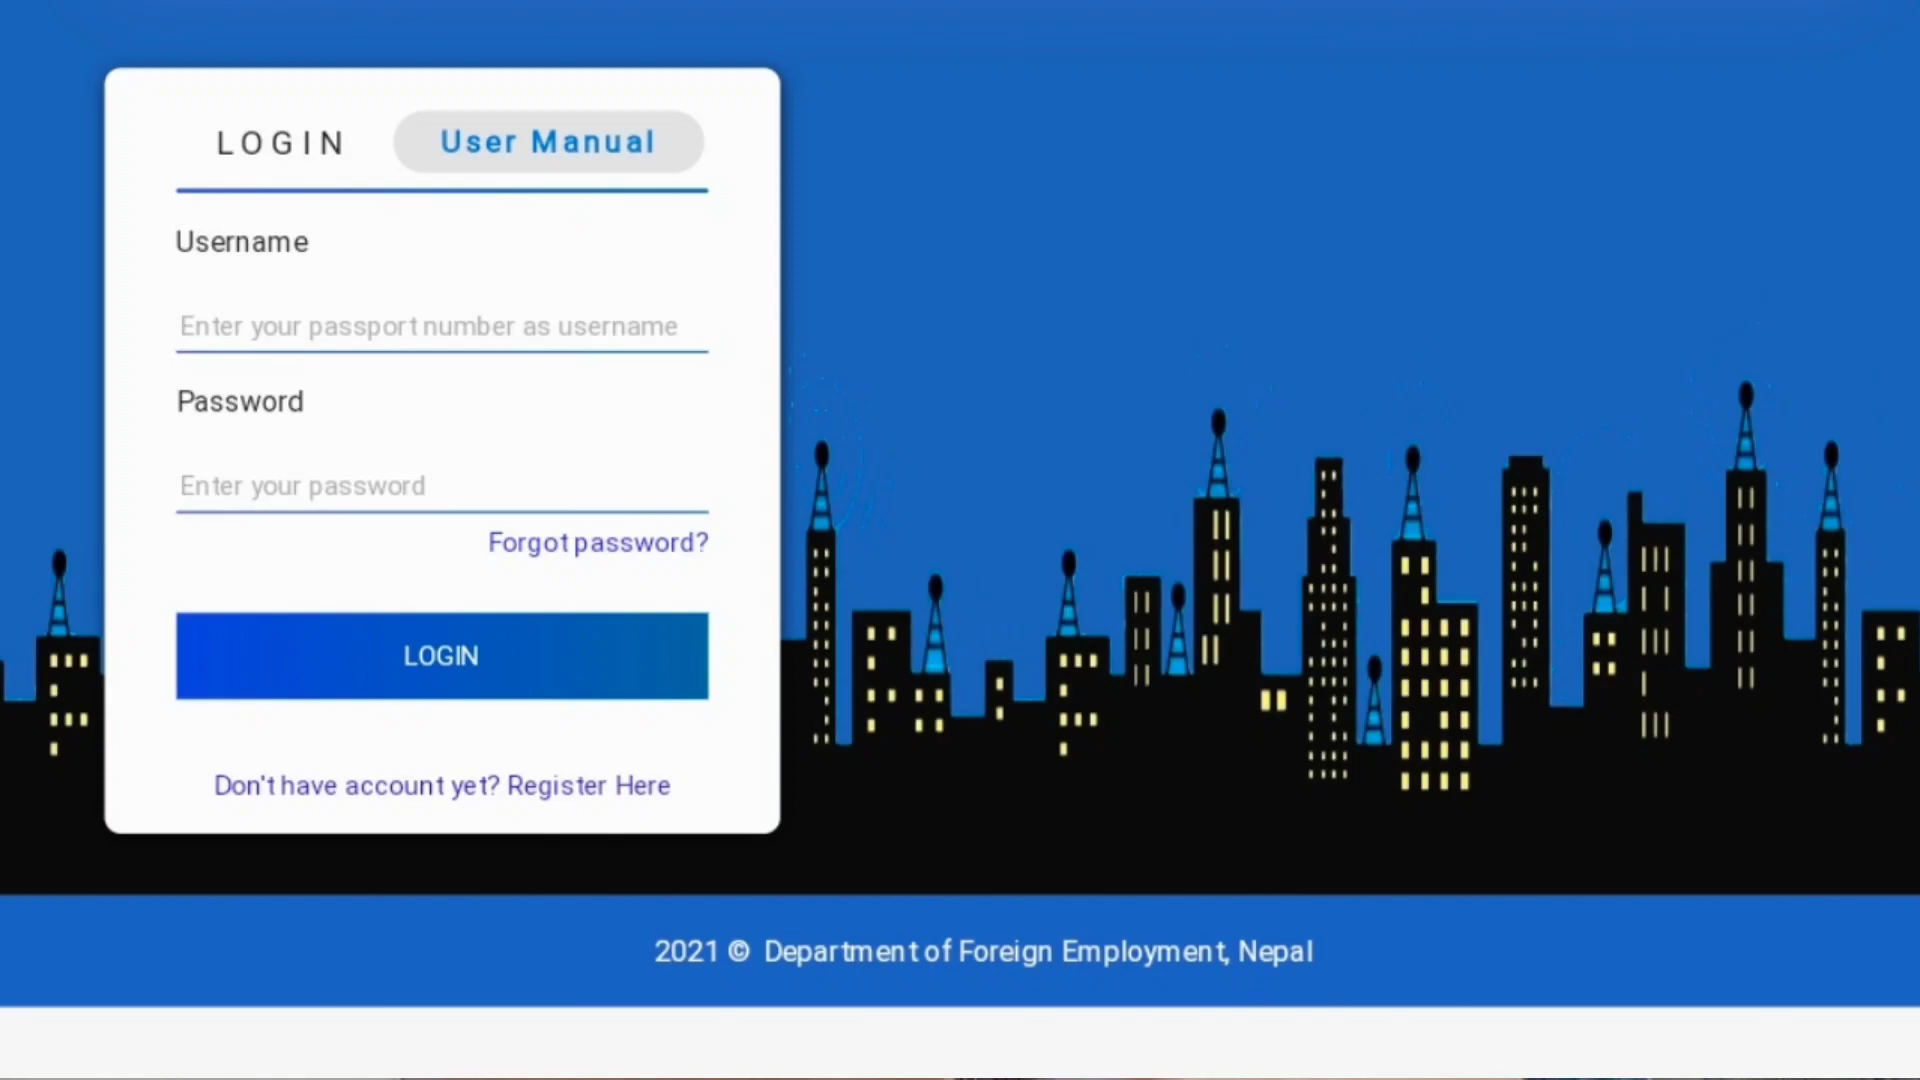 LOGIN User Manual
Username
Enter your passport number as username
Password
Enter your password
Forgot password?
LOGIN
Don't have account yet? Register Here
2021 © Department of Foreign Employment, Nepal